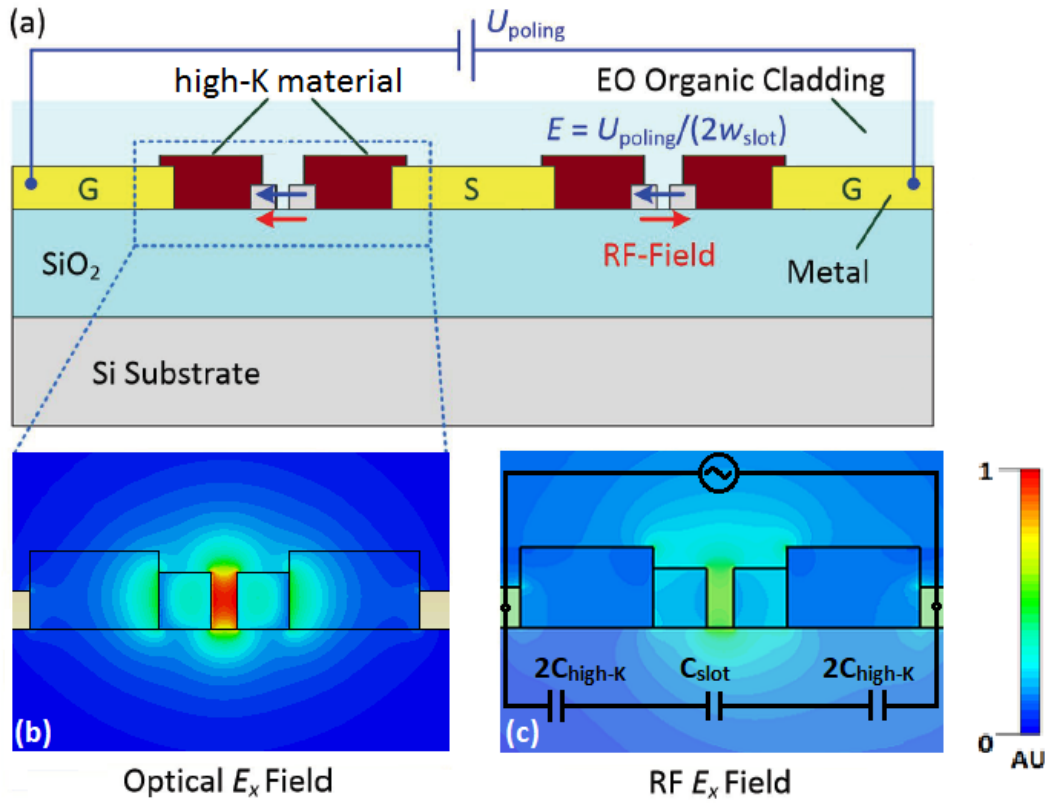 (a)
U_poling
high-K material
EO Organic Cladding
E = U_poling/(2w_slot)
G
S
G
SiO₂
RF-Field
Metal
Si Substrate
1
2C_high-K
C_slot
2C_high-K
(b)
(c)
0
AU
Optical E_x Field
RF E_x Field